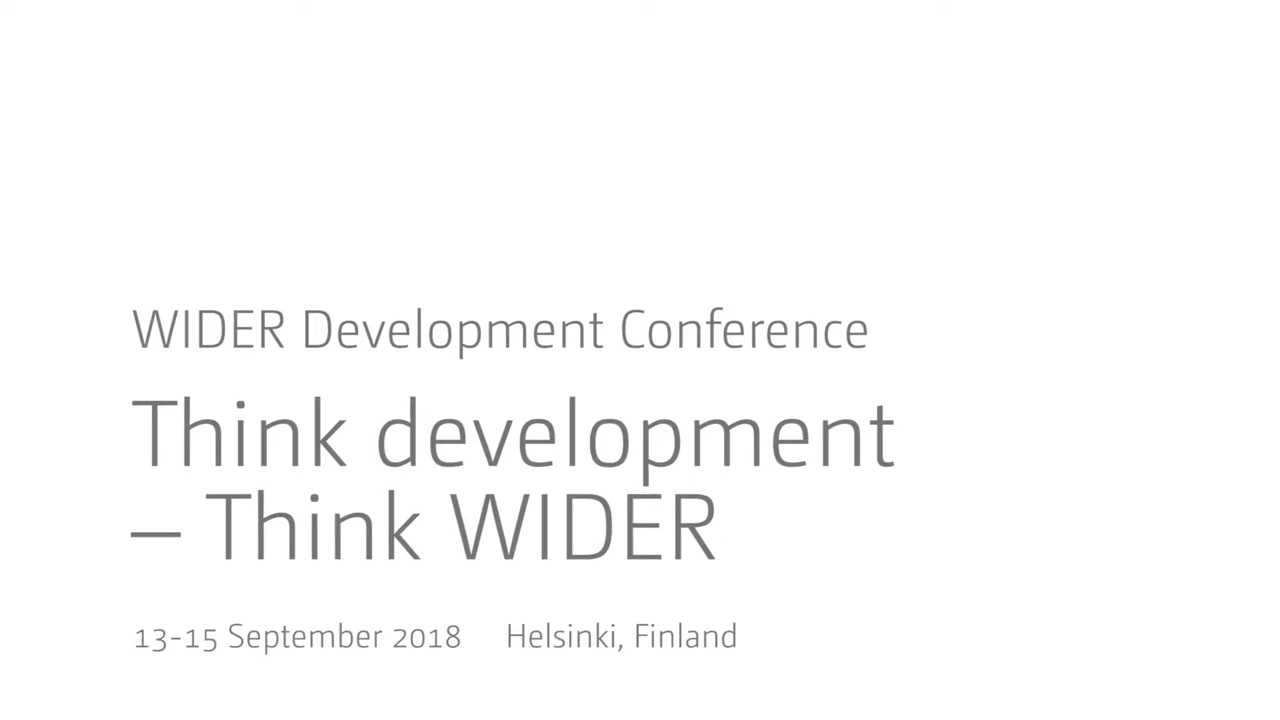 WIDER Development Conference
Think development
– Think WIDER
13-15 September 2018 Helsinki, Finland